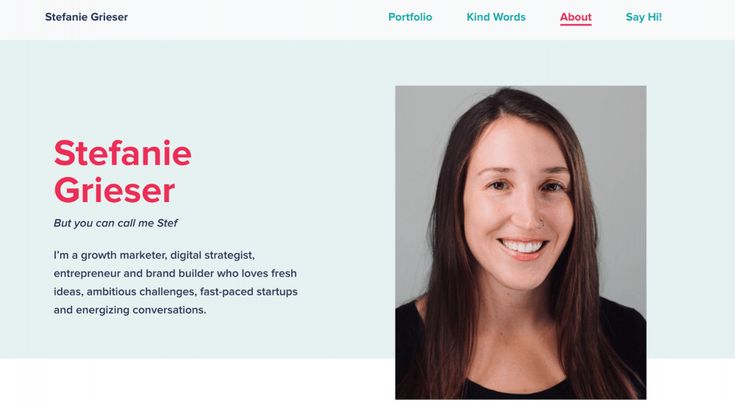 Stefanie Grieser
Portfolio Kind Words About Say Hi!
Stefanie
Grieser
But you can call me Stef
I'm a growth marketer, digital strategist,
entrepreneur and brand builder who loves fresh
ideas, ambitious challenges, fast-paced startups
and energizing conversations.